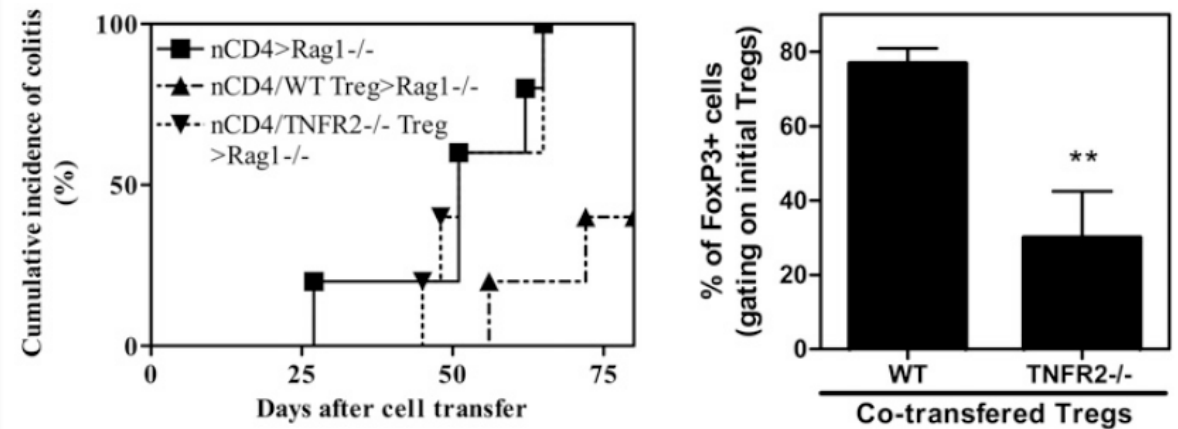 Cumulative incidence of colitis
(%)
100
50
0
nCD4>Rag1-/-
nCD4/WT Treg>Rag1-/-
nCD4/TNFR2-/- Treg
>Rag1-/-
0 25 50 75
Days after cell transfer
% of FoxP3+ cells
(gating on initial Tregs)
80
60
40
20
0
**
WT TNFR2-/-
Co-transfered Tregs